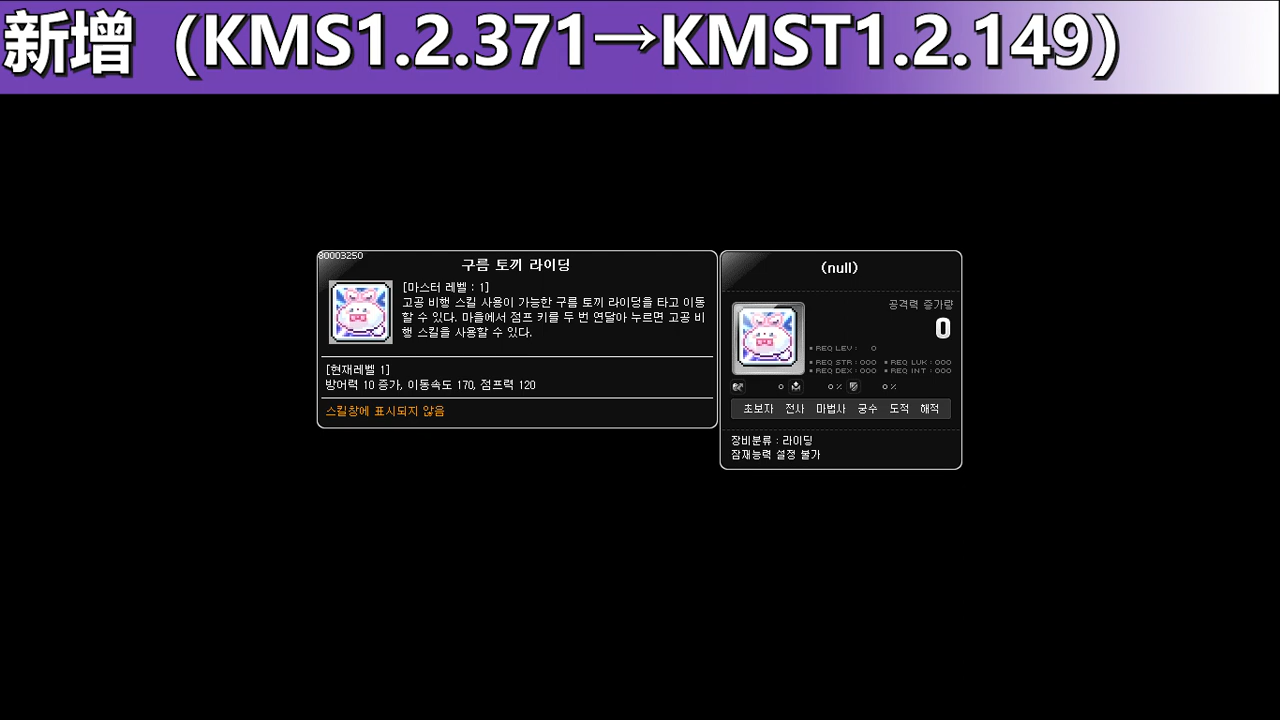 新增（KMS1.2.371→KMST1.2.149）
80003250
구름 토끼 라이딩
[마스터 레벨 : 1]
고공 비행 스킬 사용이 가능한 구름 토끼 라이딩을 타고 이동
할 수 있다. 마을에서 점프 키를 두 번 연달아 누르면 고공 비
행 스킬을 사용할 수 있다.
[현재레벨 1]
방어력 10 증가, 이동속도 170, 점프력 120
스킬창에 표시되지 않음
(null)
공격력 증가량
0
REQ LEV : 0
REQ STR : 000 REQ LUK : 000
REQ DEX : 000 REQ INT : 000
0 0 % 0 %
초보자 전사 마법사 궁수 도적 해적
장비분류 : 라이딩
잠재능력 설정 불가